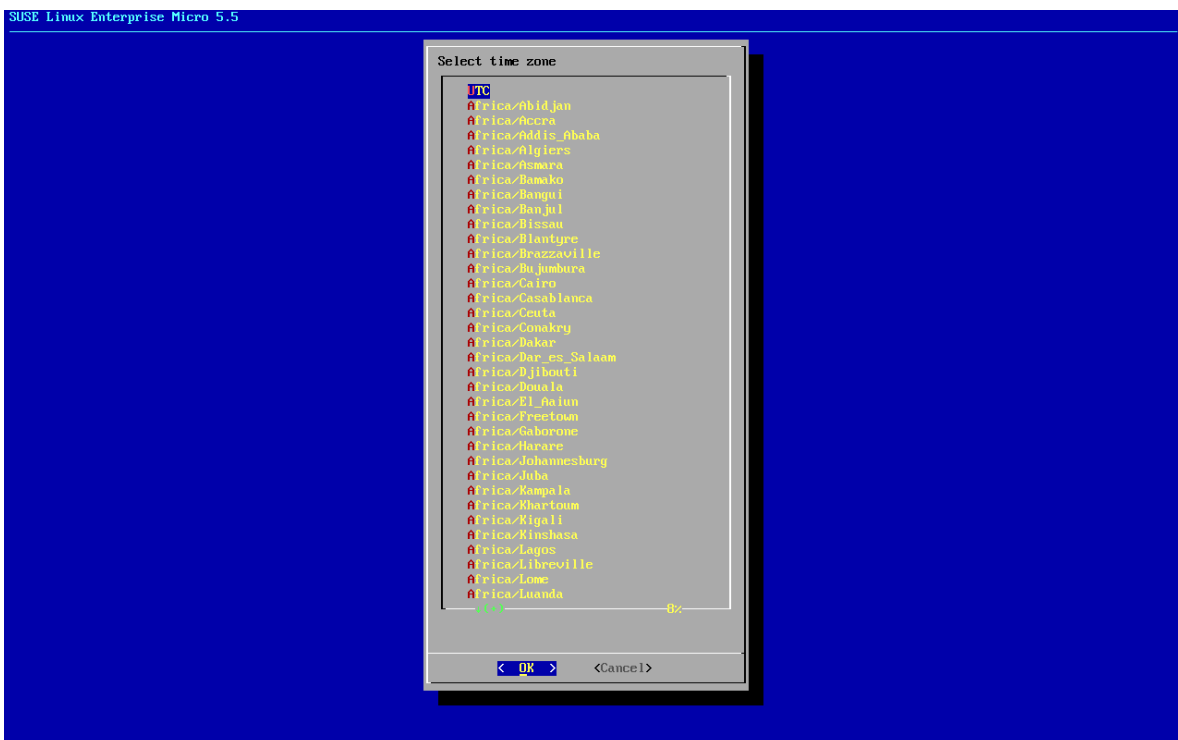 SUSE Linux Enterprise Micro 5.5
Select time zone
UTC
Africa/Abidjan
Africa/Accra
Africa/Addis_Ababa
Africa/Algiers
Africa/Asmara
Africa/Bamako
Africa/Bangui
Africa/Banjul
Africa/Bissau
Africa/Blantyre
Africa/Brazzaville
Africa/Bujumbura
Africa/Cairo
Africa/Casablanca
Africa/Ceuta
Africa/Conakry
Africa/Dakar
Africa/Dar_es_Salaam
Africa/Djibouti
Africa/Douala
Africa/El_Aaiun
Africa/Freetown
Africa/Gaborone
Africa/Harare
Africa/Johannesburg
Africa/Juba
Africa/Kampala
Africa/Khartoum
Africa/Kigali
Africa/Kinshasa
Africa/Lagos
Africa/Libreville
Africa/Lome
Africa/Luanda
↓(+) 8%
< OK > <Cancel>